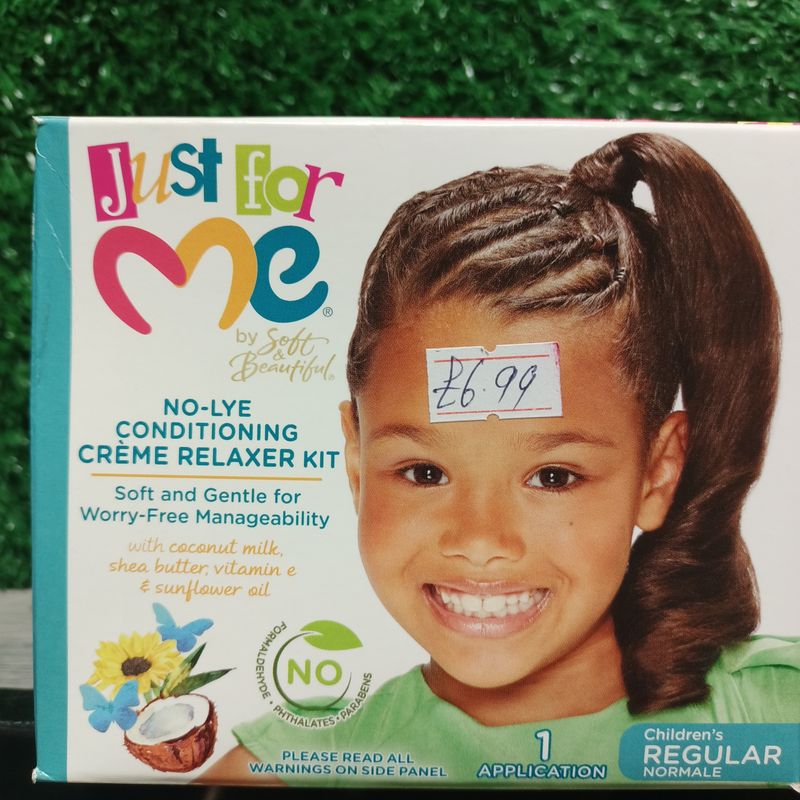 Just for
me®
by Soft
& Beautiful®
NO-LYE
CONDITIONING
CRÈME RELAXER KIT
Soft and Gentle for
Worry-Free Manageability
with coconut milk,
shea butter, vitamin e
& sunflower oil
£6.99
NO
FORMALDEHYDE • PHTHALATES • PARABENS
PLEASE READ ALL
WARNINGS ON SIDE PANEL
1
APPLICATION
Children's
REGULAR
NORMALE